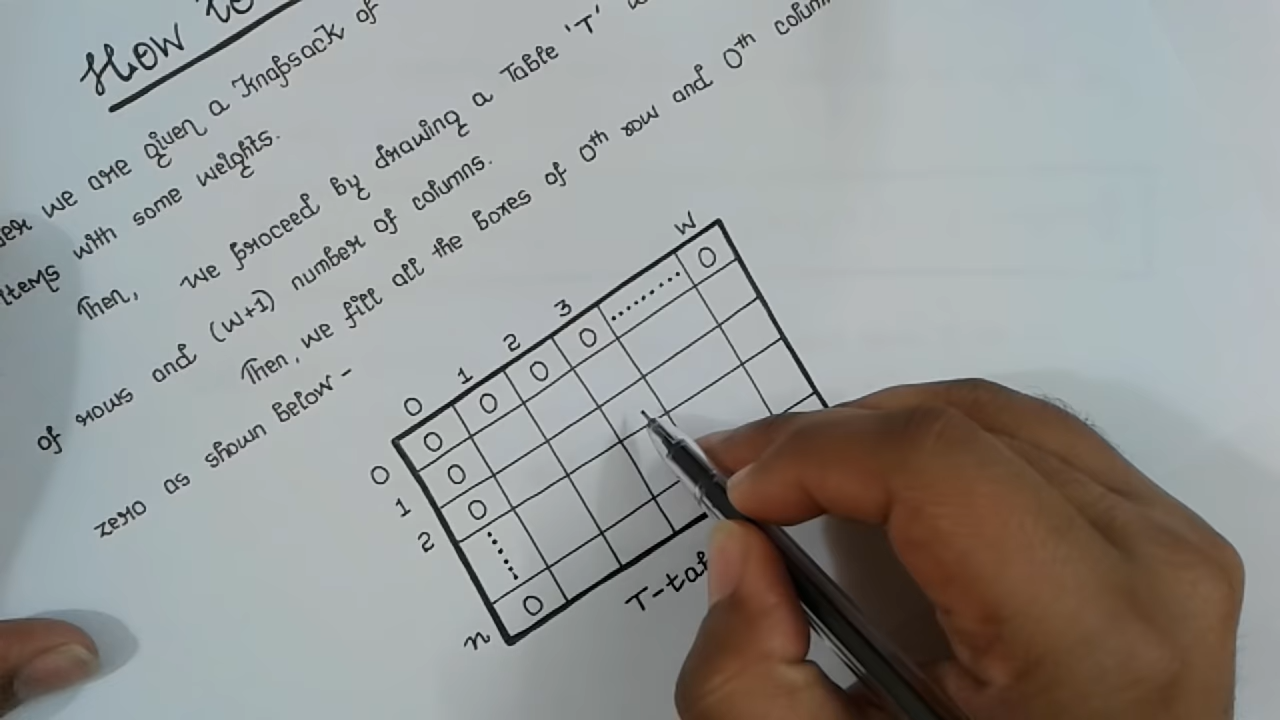 How to
we are given a Knapsack of
items with some weights.
Then, we proceed by drawing a Table 'T'
of rows and (w+1) number of columns.
Then, we fill all the boxes of 0th row and 0th colum
zero as shown below -
0 1 2 3 W
0 0 0 0 0 ........ 0
1 0
2 0
......
n 0